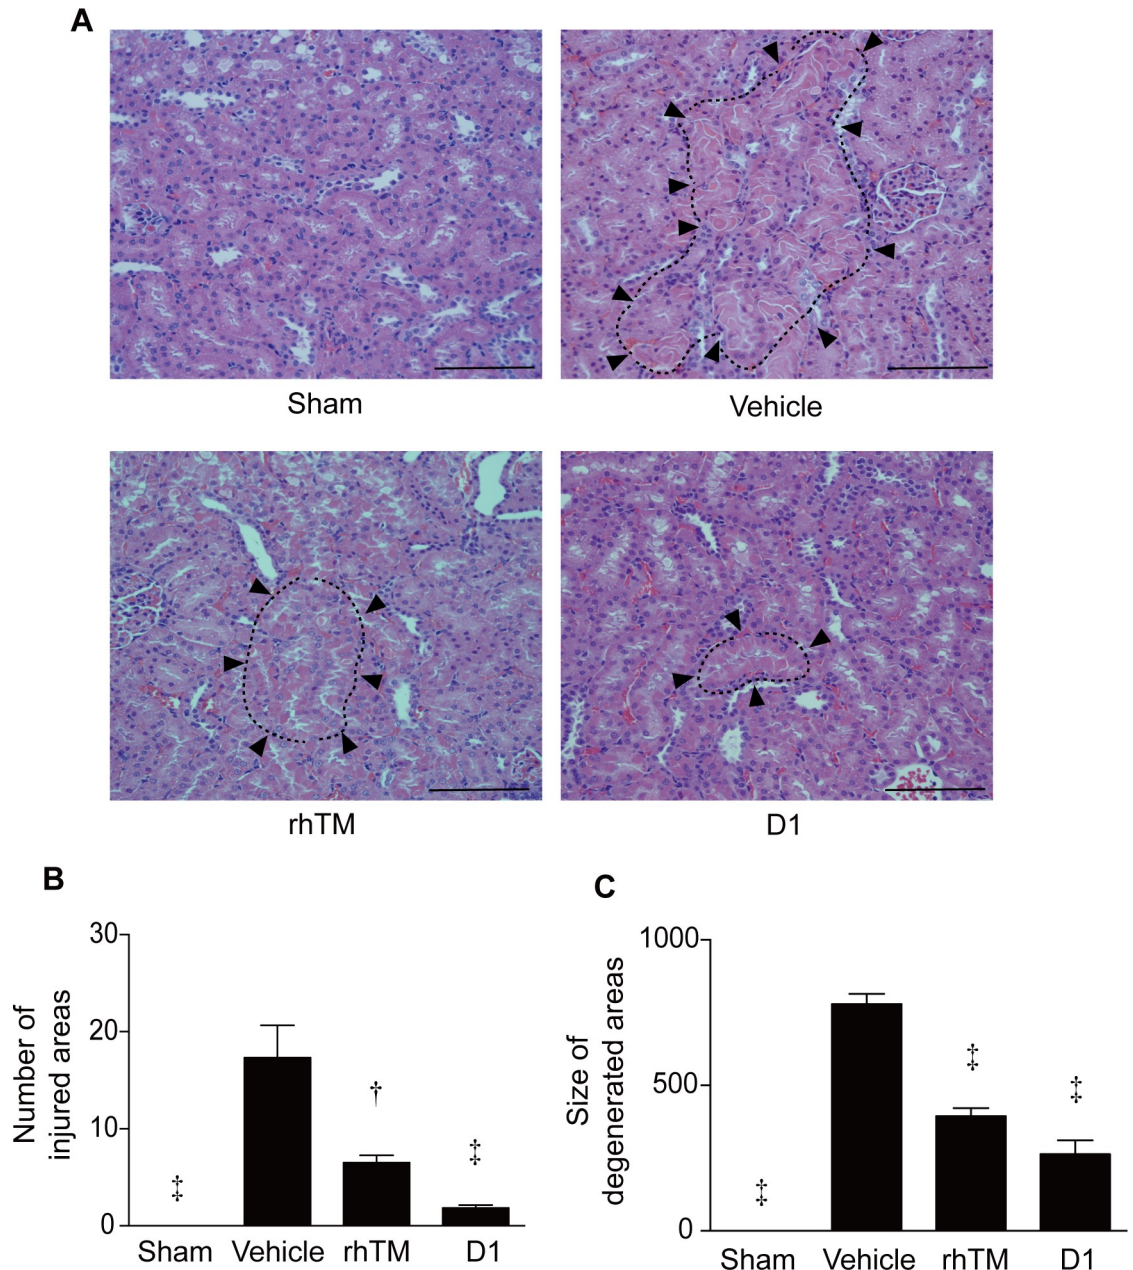 A
Sham
Vehicle
rhTM
D1
B
Number of
injured areas
30
20
10
0
†
‡
‡
Sham
Vehicle
rhTM
D1
C
Size of
degenerated areas
1000
500
0
‡
‡
‡
Sham
Vehicle
rhTM
D1